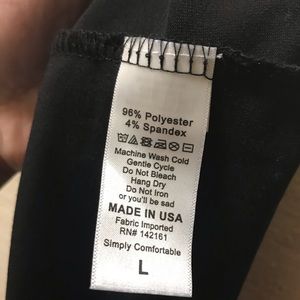 96% Polyester
4% Spandex
Machine Wash Cold
Gentle Cycle
Do Not Bleach
Hang Dry
Do Not Iron
or you'll be sad
MADE IN USA
Fabric Imported
RN# 142161
Simply Comfortable
L